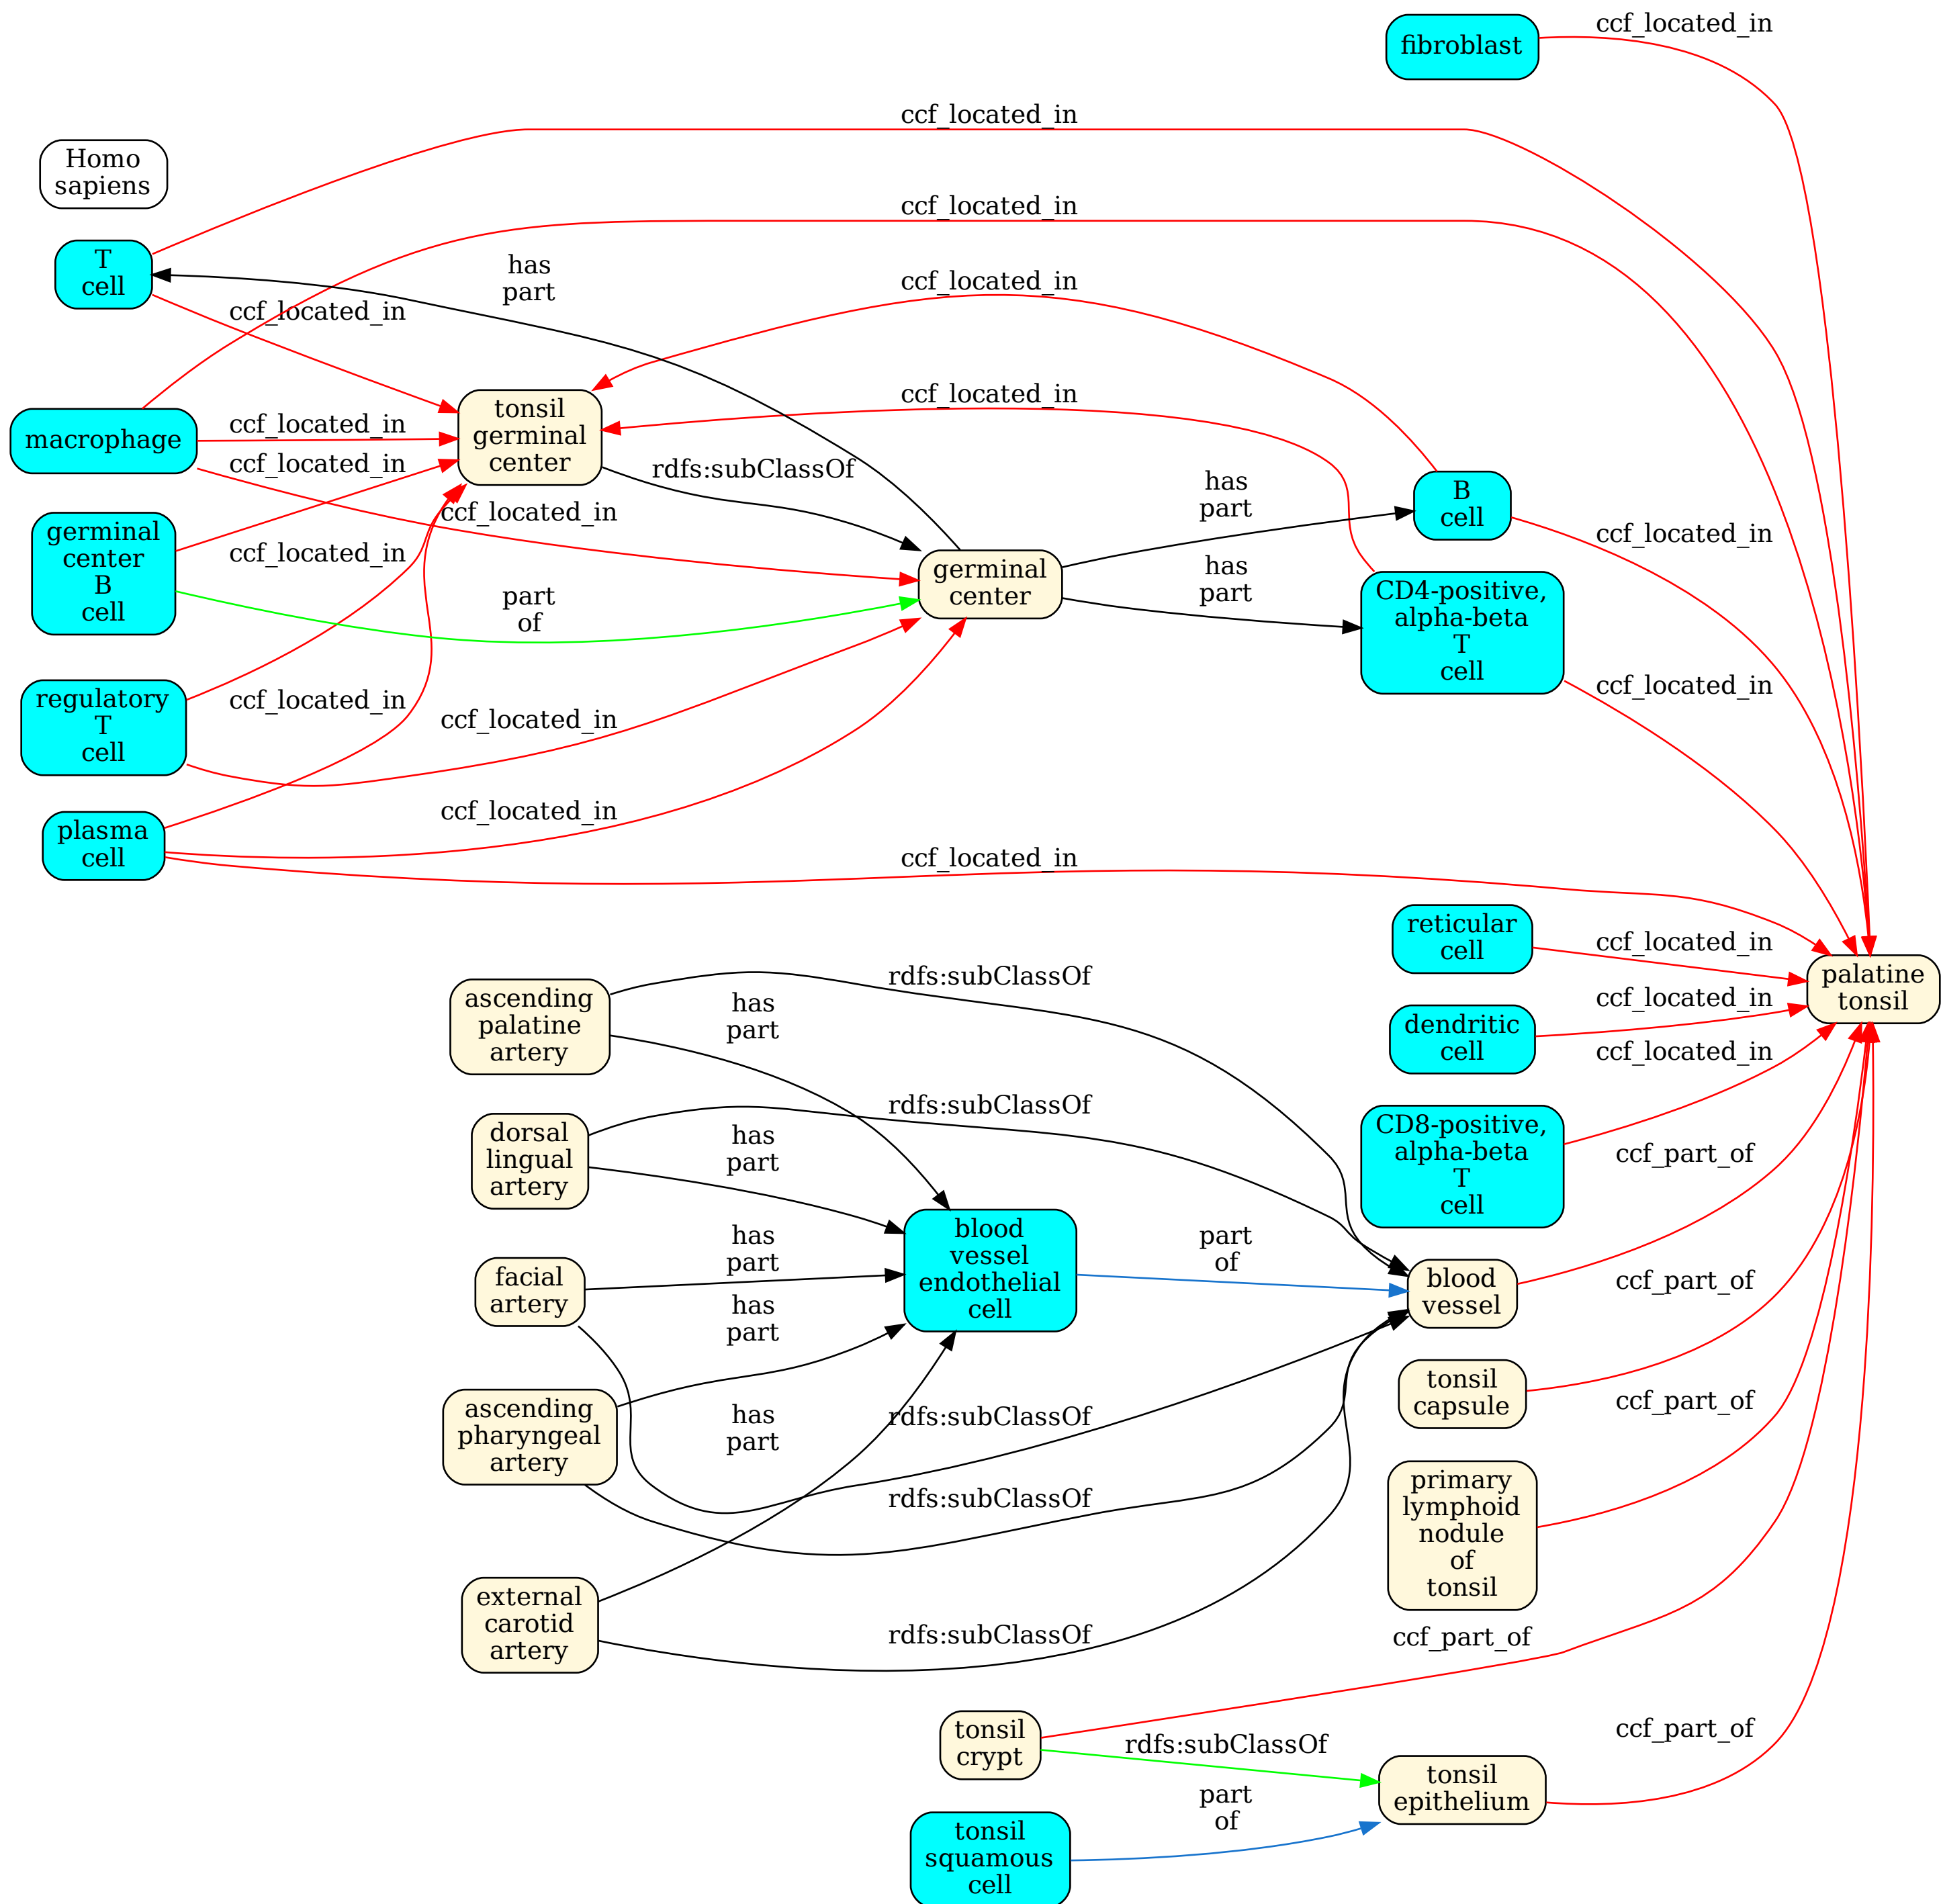 fibroblast
ccf_located_in
ccf_located_in
Homo
sapiens
ccf_located_in
T
cell
has
part
ccf_located_in
ccf_located_in
ccf_located_in
tonsil
germinal
center
macrophage
ccf_located_in
ccf_located_in
rdfs:subClassOf
has
part
B
cell
germinal
center
B
cell
ccf_located_in
ccf_located_in
ccf_located_in
part
of
germinal
center
has
part
CD4-positive,
alpha-beta
T
cell
regulatory
T
cell
ccf_located_in
ccf_located_in
ccf_located_in
plasma
cell
ccf_located_in
ccf_located_in
reticular
cell
ccf_located_in
palatine
tonsil
ascending
palatine
artery
has
part
rdfs:subClassOf
dendritic
cell
ccf_located_in
ccf_located_in
dorsal
lingual
artery
has
part
rdfs:subClassOf
CD8-positive,
alpha-beta
T
cell
ccf_part_of
facial
artery
has
part
blood
vessel
endothelial
cell
part
of
blood
vessel
ccf_part_of
has
part
ascending
pharyngeal
artery
has
part
rdfs:subClassOf
tonsil
capsule
ccf_part_of
rdfs:subClassOf
primary
lymphoid
nodule
of
tonsil
external
carotid
artery
rdfs:subClassOf
ccf_part_of
tonsil
crypt
rdfs:subClassOf
ccf_part_of
tonsil
epithelium
part
of
tonsil
squamous
cell